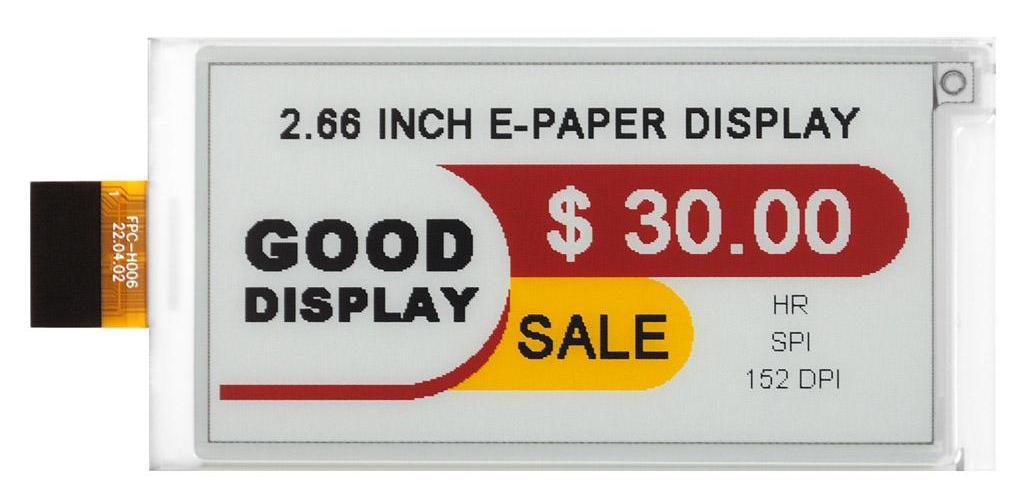 2.66 INCH E-PAPER DISPLAY
$ 30.00
GOOD
DISPLAY
SALE
HR
SPI
152 DPI
1
FPC-H006
22.04.02